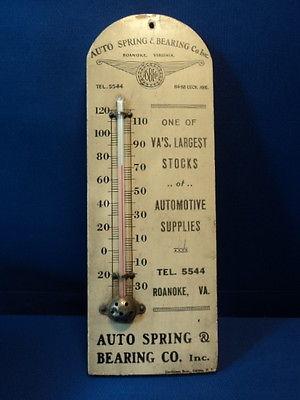 AUTO SPRING & BEARING Co. Inc.
ROANOKE, VIRGINIA.
TEL. 5544
AVE.
120
110
100
90
80
70
60
50
40
30
20
10
0
10
20
30
ONE OF
VA'S. LARGEST
STOCKS
.. of ..
AUTOMOTIVE
SUPPLIES
TEL. 5544
ROANOKE, VA.
AUTO SPRING &
BEARING CO. Inc.